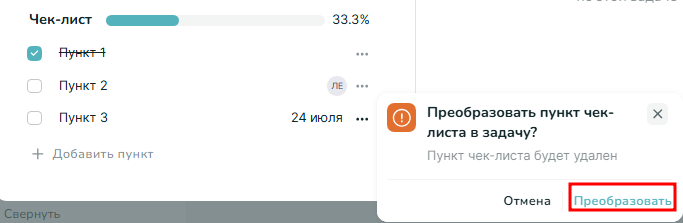 Чек-лист 33.3%
Пункт 1
Пункт 2 ЛЕ
Пункт 3 24 июля
Добавить пункт
Свернуть
Преобразовать пункт чек-
листа в задачу?
Пункт чек-листа будет удален
Отмена Преобразовать